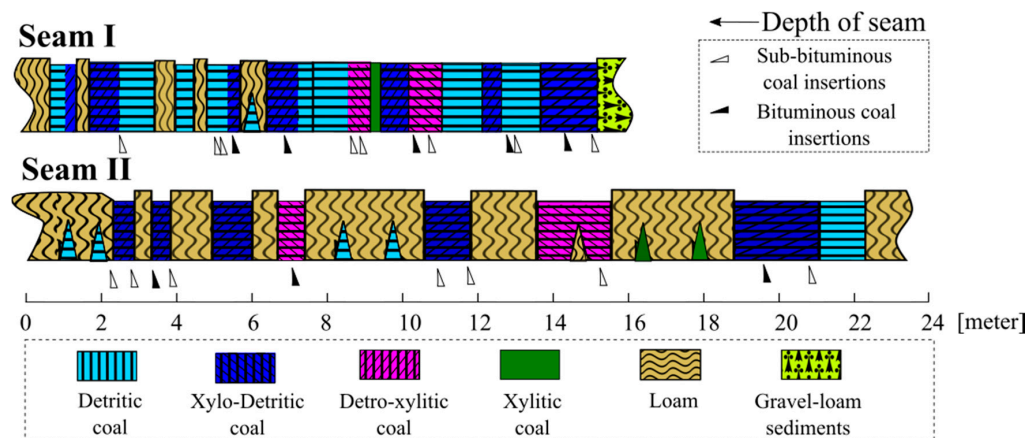 Seam I
Depth of seam
Sub-bituminous
coal insertions
Bituminous coal
insertions
Seam II
0 2 4 6 8 10 12 14 16 18 20 22 24 [meter]
Detritic
coal
Xylo-Detritic
coal
Detro-xylitic
coal
Xylitic
coal
Loam
Gravel-loam
sediments